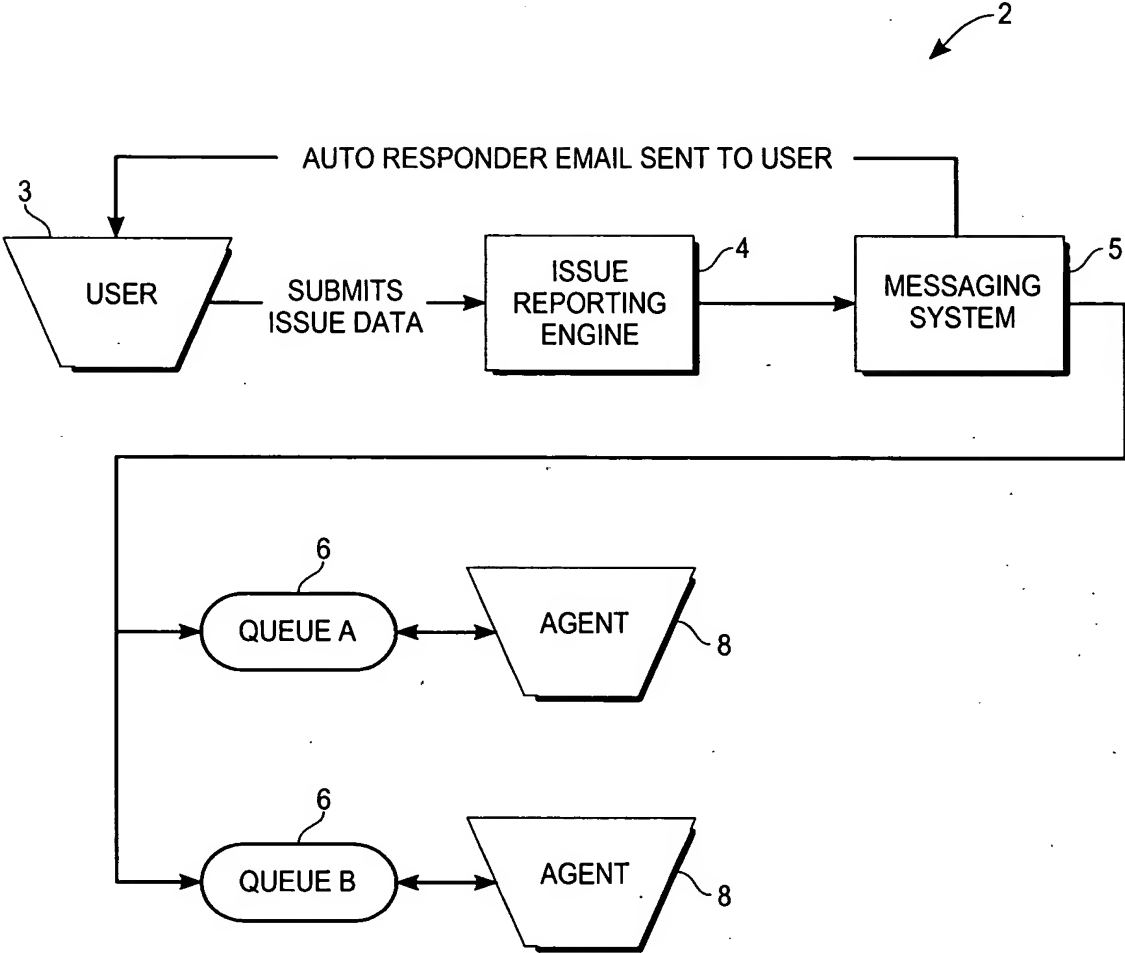 2
AUTO RESPONDER EMAIL SENT TO USER
3
USER
SUBMITS
ISSUE DATA
ISSUE
REPORTING
ENGINE
4
MESSAGING
SYSTEM
5
6
QUEUE A
AGENT
8
6
QUEUE B
AGENT
8